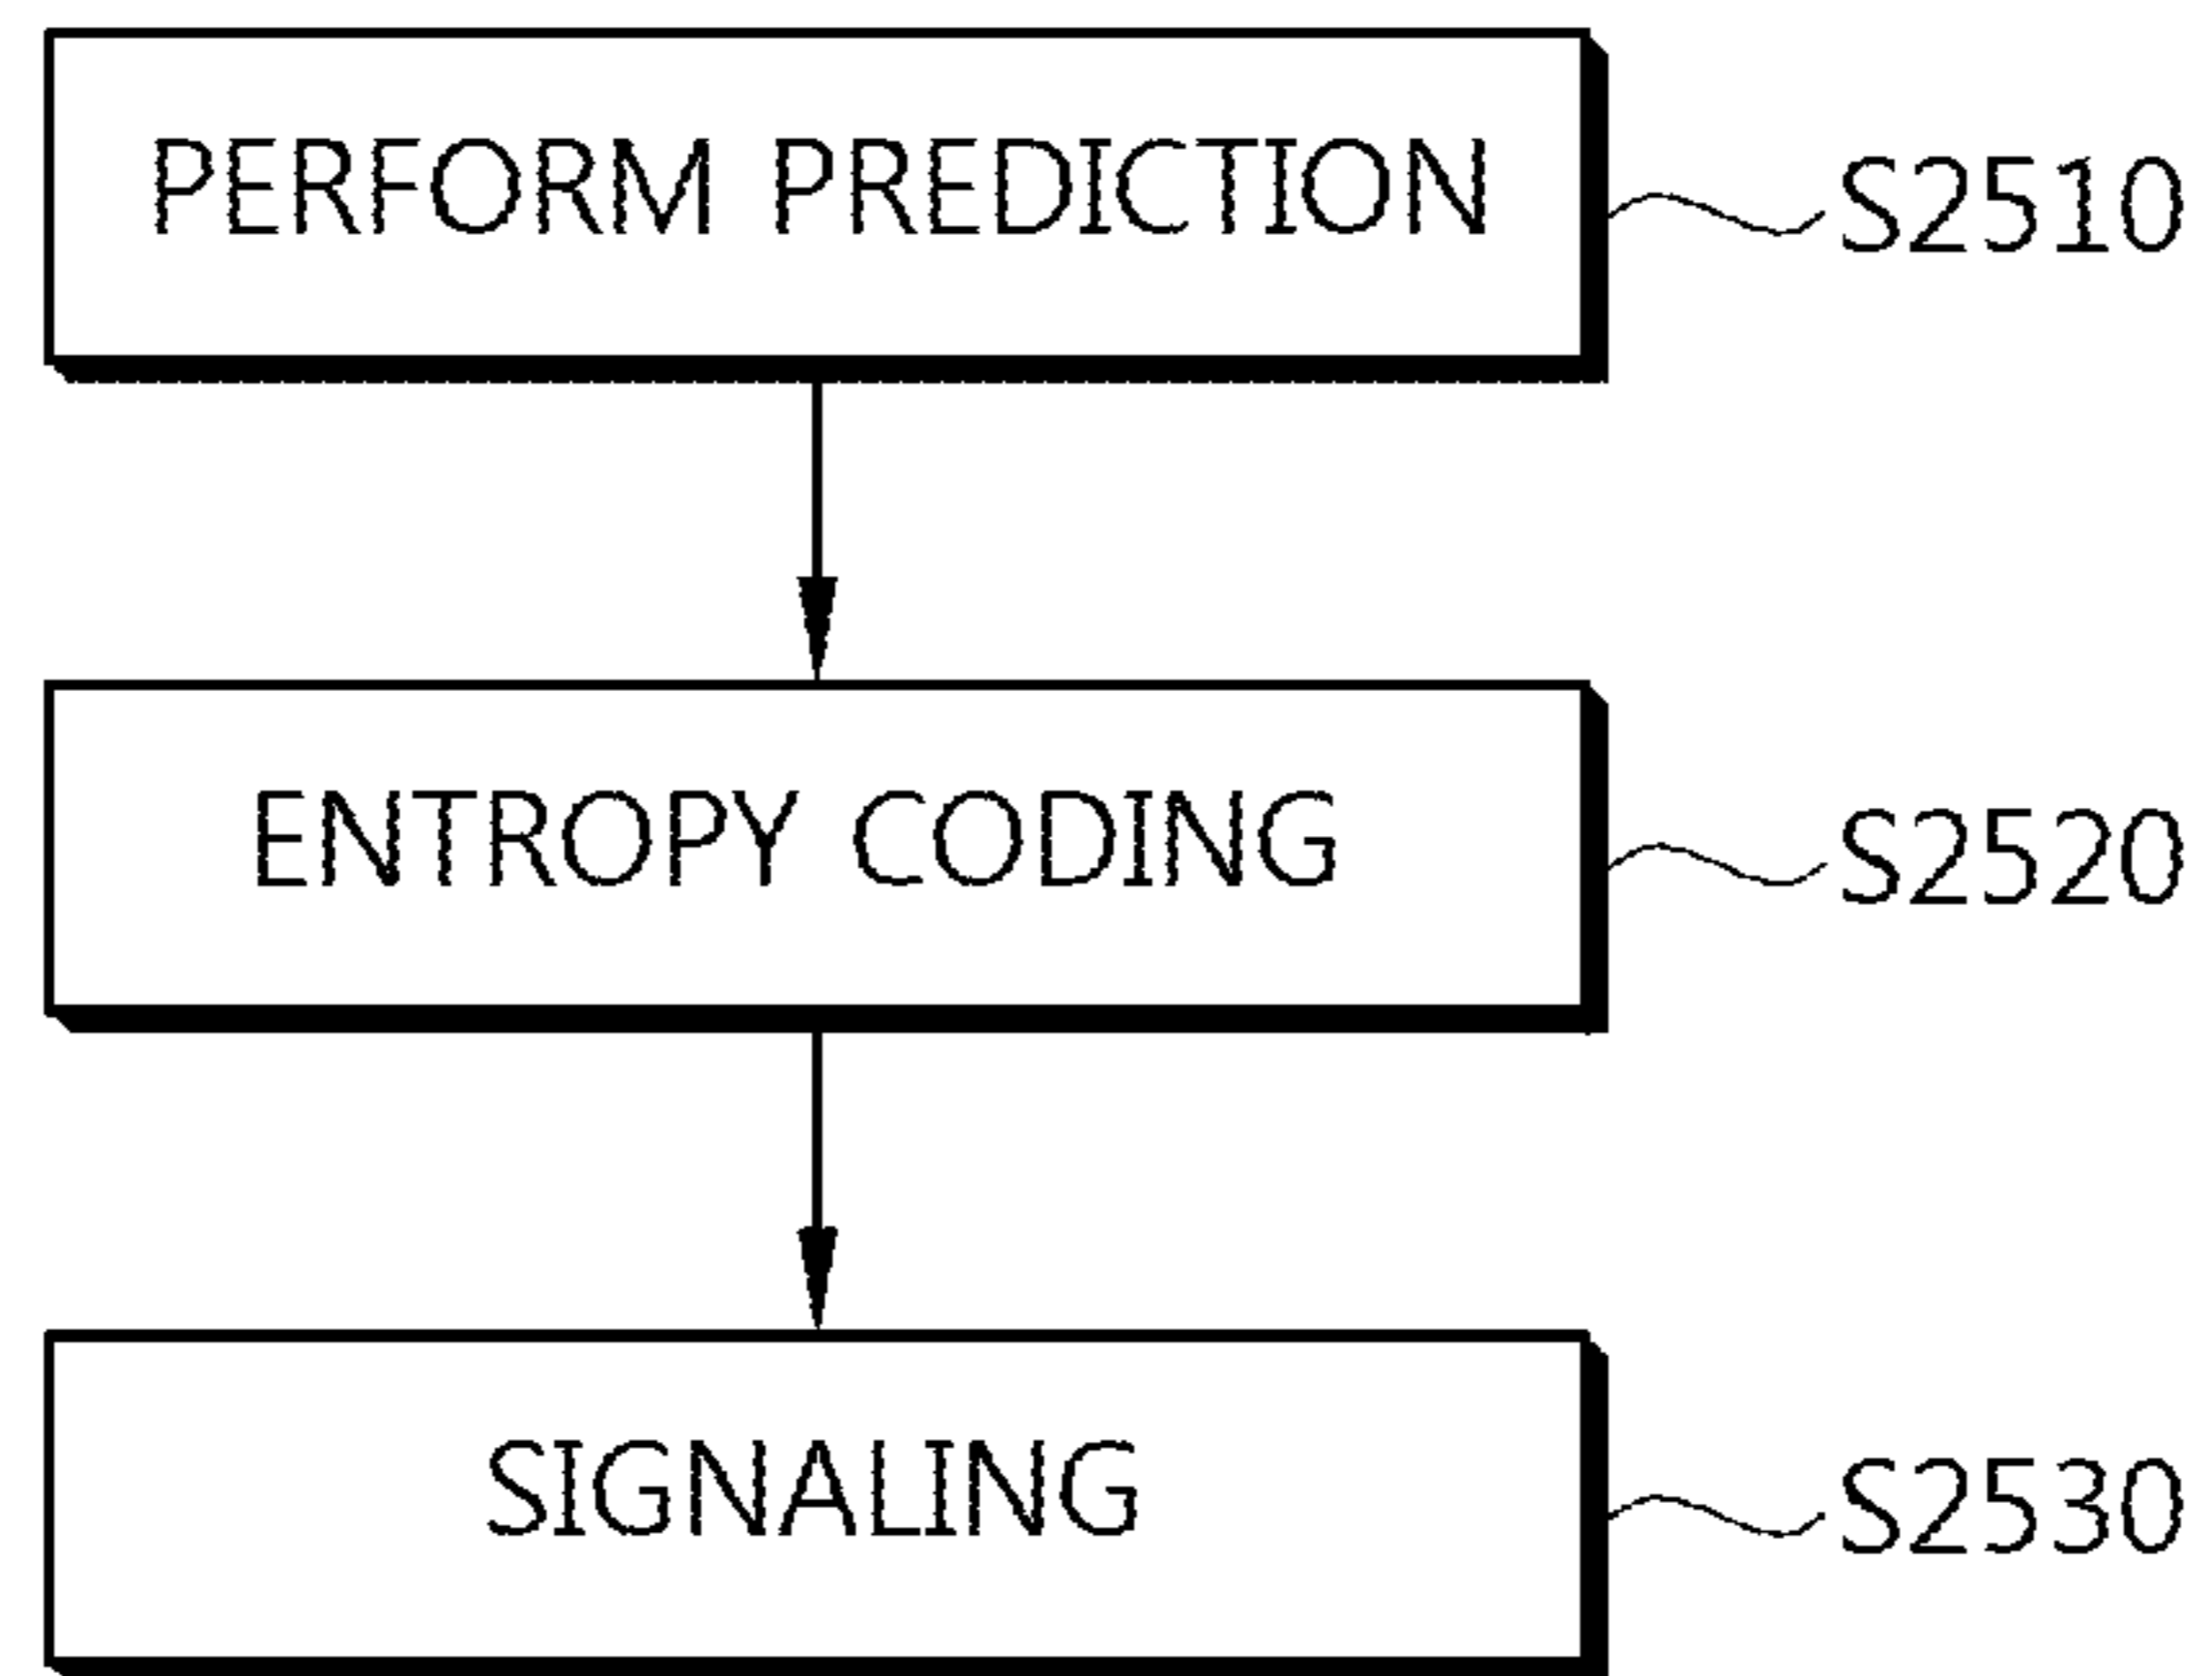 PERFORM PREDICTION
S2510
ENTROPY CODING
S2520
SIGNALING
S2530